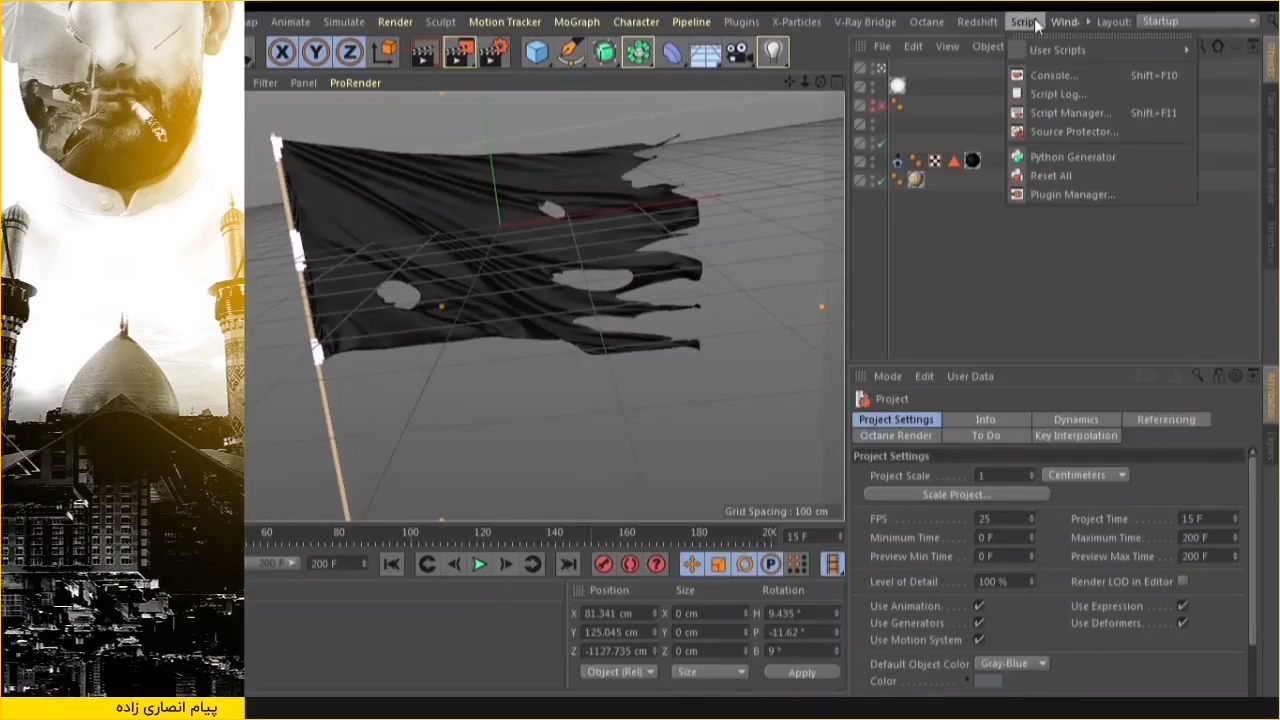 Animate Simulate Render Sculpt Motion Tracker MoGraph Character Pipeline Plugins X-Particles V-Ray Bridge Octane Redshift Script Layout: Startup
Filter Panel ProRender
File Edit View Object
User Scripts
Console... Shift+F10
Script Log...
Script Manager... Shift+F11
Source Protector...
Python Generator
Reset All
Plugin Manager...
Grid Spacing : 100 cm
60 80 100 120 140 160 180 20 15 F
200 F 200 F
Position Size Rotation
X 81.341 cm X 0 cm H 9.435 °
Y 125.045 cm Y 0 cm P -11.62 °
Z -1127.735 cm Z 0 cm B 9 °
Object (Rel) Size Apply
Mode Edit User Data
Project
Project Settings Info Dynamics Referencing
Octane Render To Do Key Interpolation
Project Settings
Project Scale 1 Centimeters
Scale Project...
FPS 25 Project Time 15 F
Minimum Time 0 F Maximum Time 200 F
Preview Min Time 0 F Preview Max Time 200 F
Level of Detail 100 % Render LOD in Editor
Use Animation Use Expression
Use Generators Use Deformers
Use Motion System
Default Object Color Gray-Blue
Color
Objects
Attributes
پیام انصاری زاده